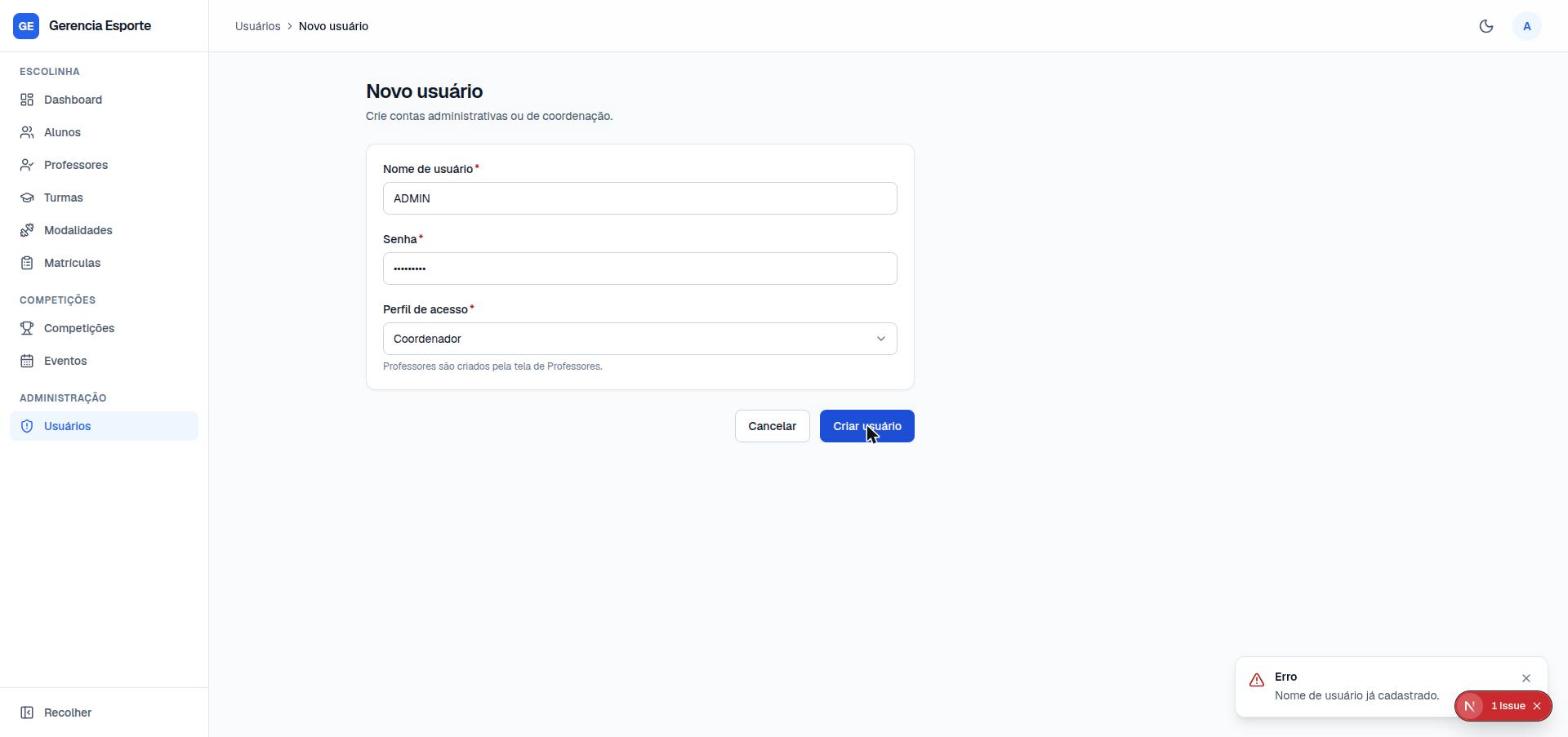 GE Gerencia Esporte
Usuários > Novo usuário
A
ESCOLINHA
Dashboard
Alunos
Professores
Turmas
Modalidades
Matrículas
COMPETIÇÕES
Competições
Eventos
ADMINISTRAÇÃO
Usuários
Recolher
Novo usuário
Crie contas administrativas ou de coordenação.
Nome de usuário*
ADMIN
Senha*
•••••••••
Perfil de acesso*
Coordenador
Professores são criados pela tela de Professores.
Cancelar
Criar usuário
Erro
Nome de usuário já cadastrado.
N 1 Issue